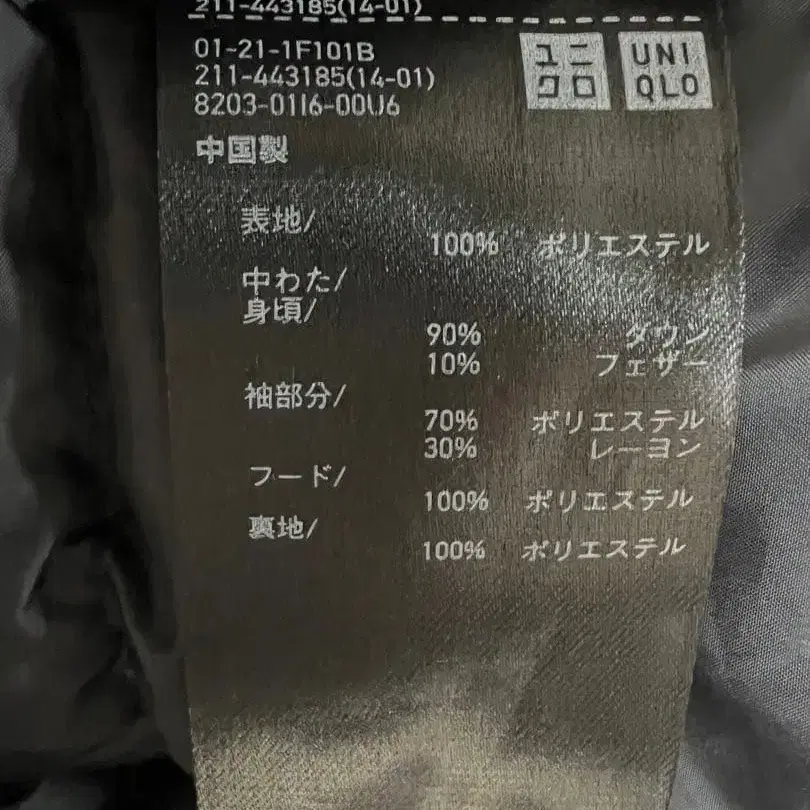 211-443185(14-01)
01-21-1F101B
211-443185(14-01)
8203-01I6-00U6
ユニクロ
UNIQLO
中国製
表地/
100% ポリエステル
中わた/
身頃/
90% ダウン
10% フェザー
袖部分/
70% ポリエステル
30% レーヨン
フード/
100% ポリエステル
裏地/
100% ポリエステル